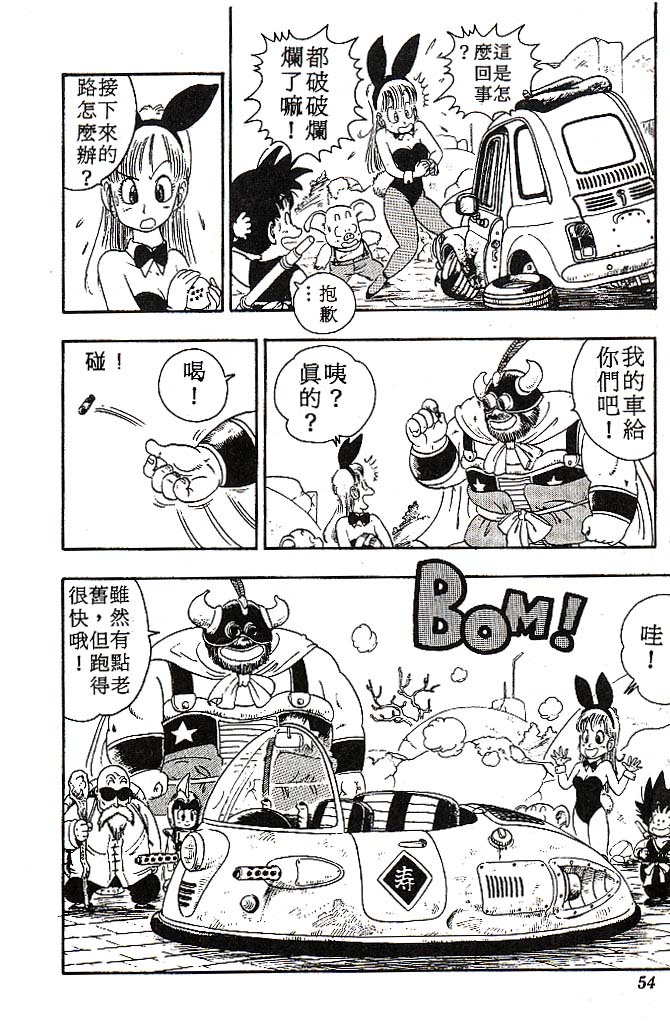 這是怎
麼回事
?
都破破爛
爛了嘛！
抱歉
…
接下來的
路怎麼辦
?
我的車給
你們吧！
咦？
真的？
喝！
碰！
BOM!
哇！
雖然有點老
舊，但跑得
很快哦！
寿
54